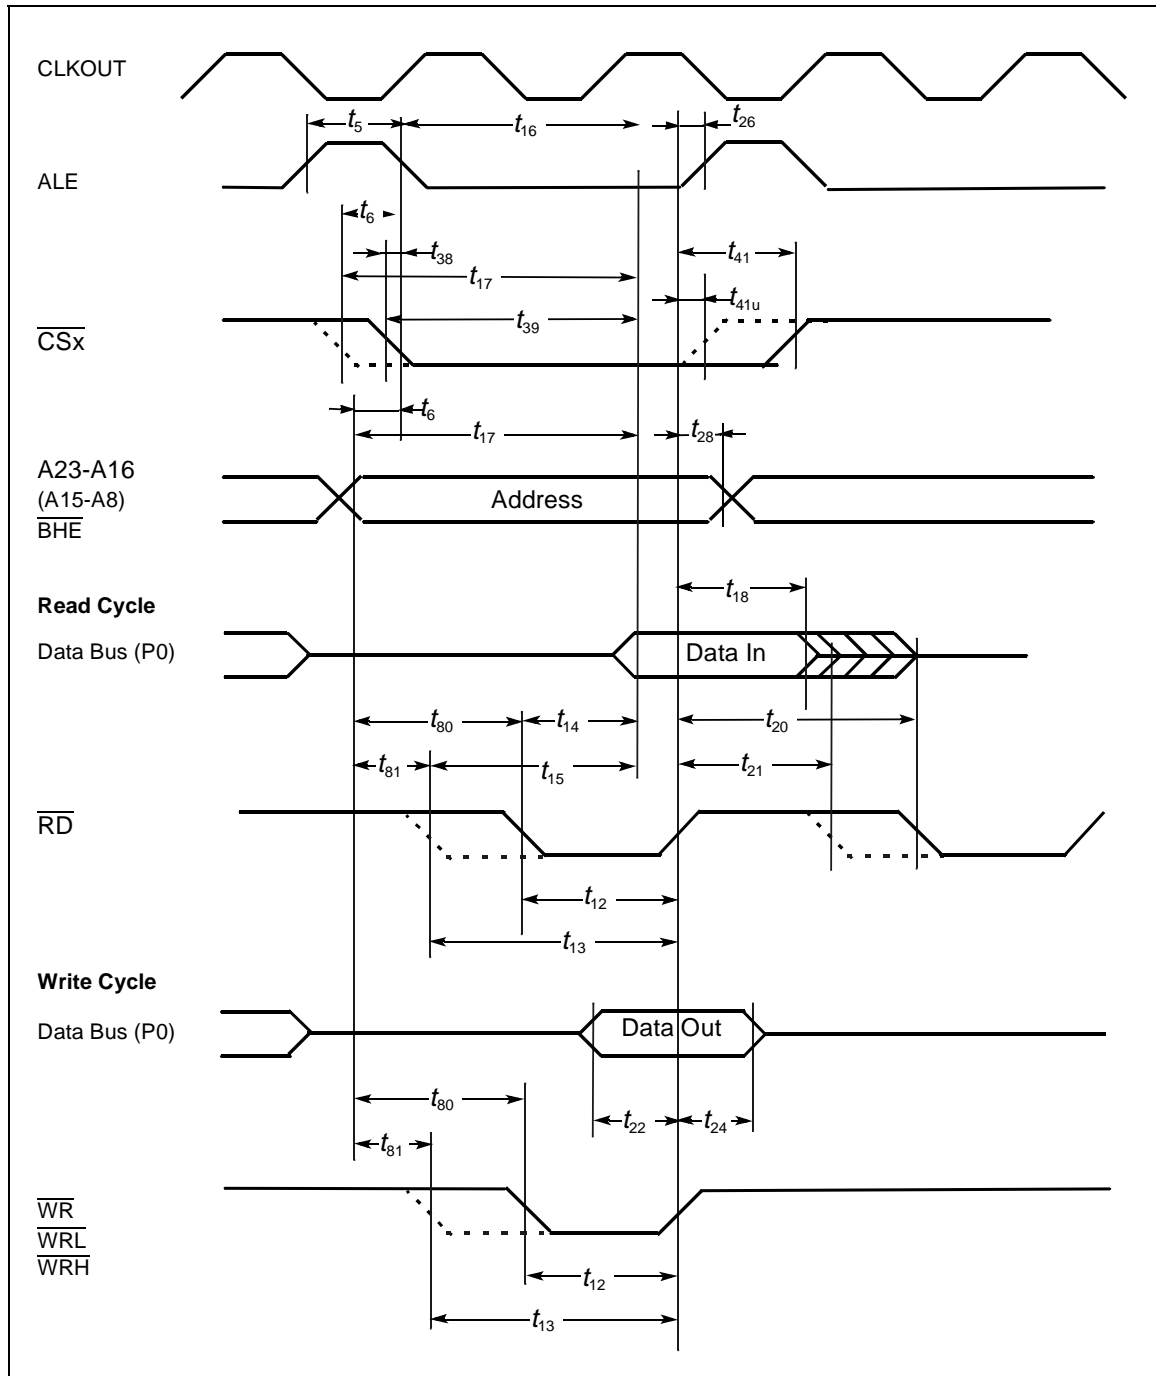 CLKOUT
t5 t16 t26
ALE
t6
t38 t41
t17
t41u
CSx t39
t6
t17 t28
A23-A16
(A15-A8) Address
BHE
t18
Read Cycle
Data Bus (P0) Data In
t80 t14 t20
t81 t15 t21
RD
t12
t13
Write Cycle
Data Bus (P0) Data Out
t80 t22 t24
t81
WR
WRL
WRH
t12
t13